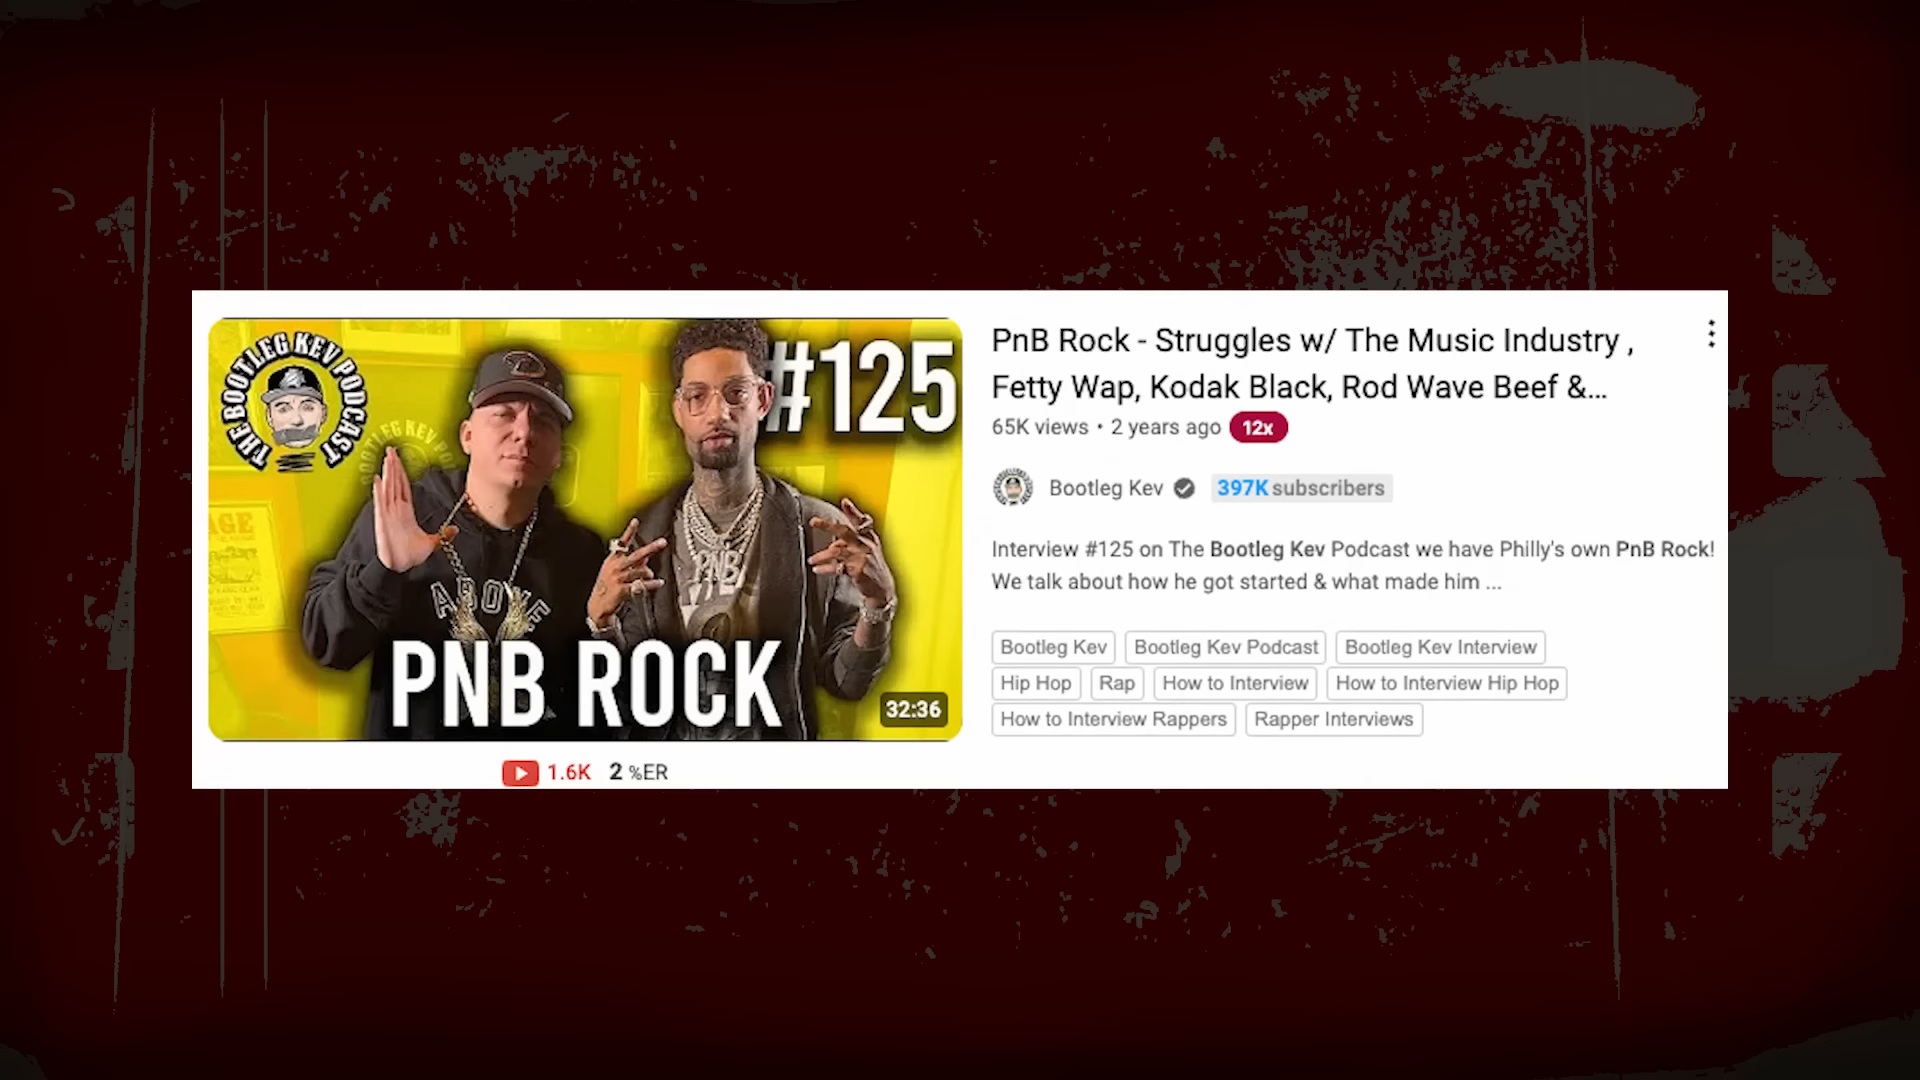 THE BOOTLEG KEV PODCAST
#125
AGE
PNB
ABOVE
PNB ROCK
32:36
1.6K 2 %ER
PnB Rock - Struggles w/ The Music Industry ,
Fetty Wap, Kodak Black, Rod Wave Beef &...
65K views • 2 years ago 12x
Bootleg Kev 397K subscribers
Interview #125 on The Bootleg Kev Podcast we have Philly's own PnB Rock!
We talk about how he got started & what made him ...
Bootleg Kev Bootleg Kev Podcast Bootleg Kev Interview
Hip Hop Rap How to Interview How to Interview Hip Hop
How to Interview Rappers Rapper Interviews